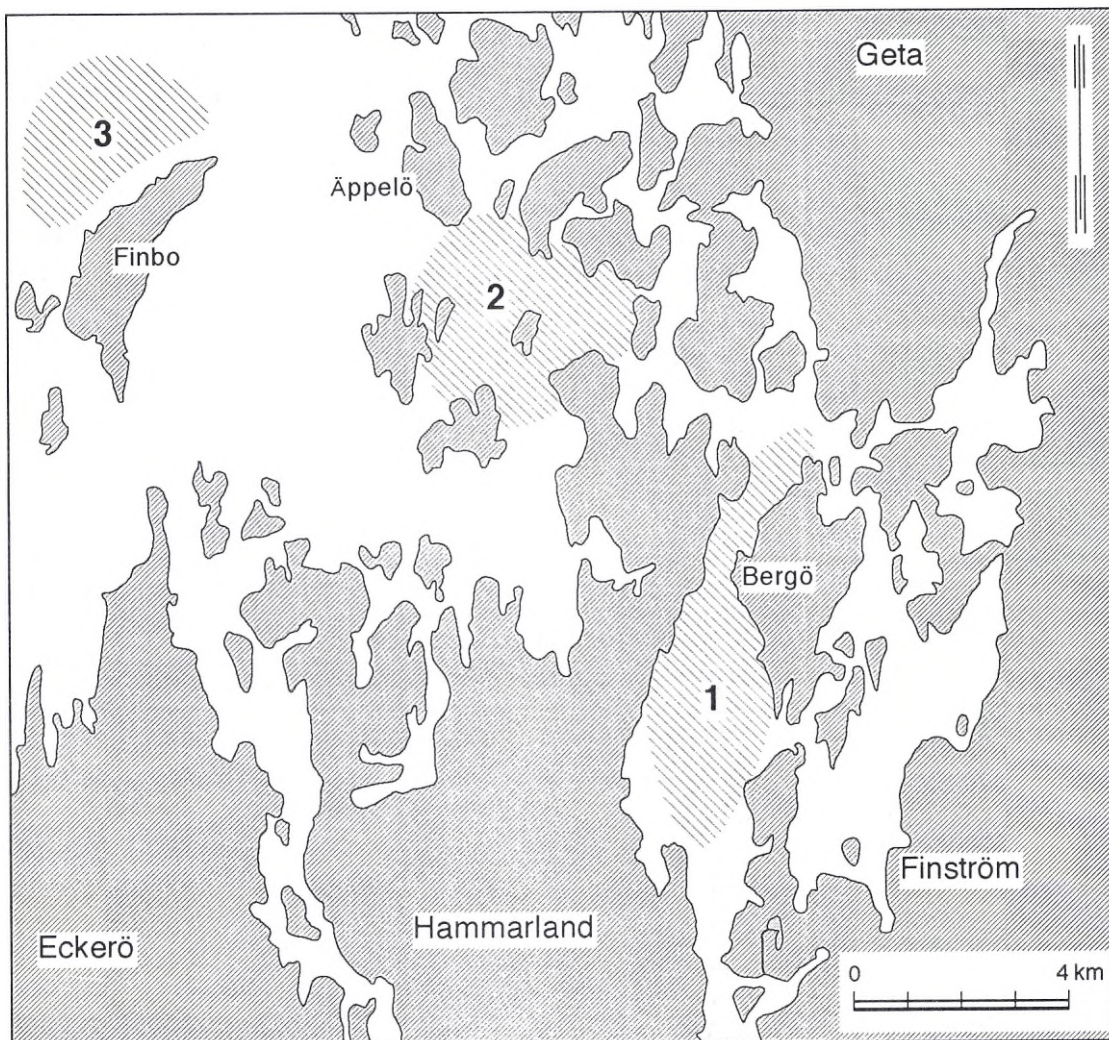 Geta
3
Äppelö
Finbo
2
Bergö
1
Finström
Hammarland
Eckerö
0 4 km